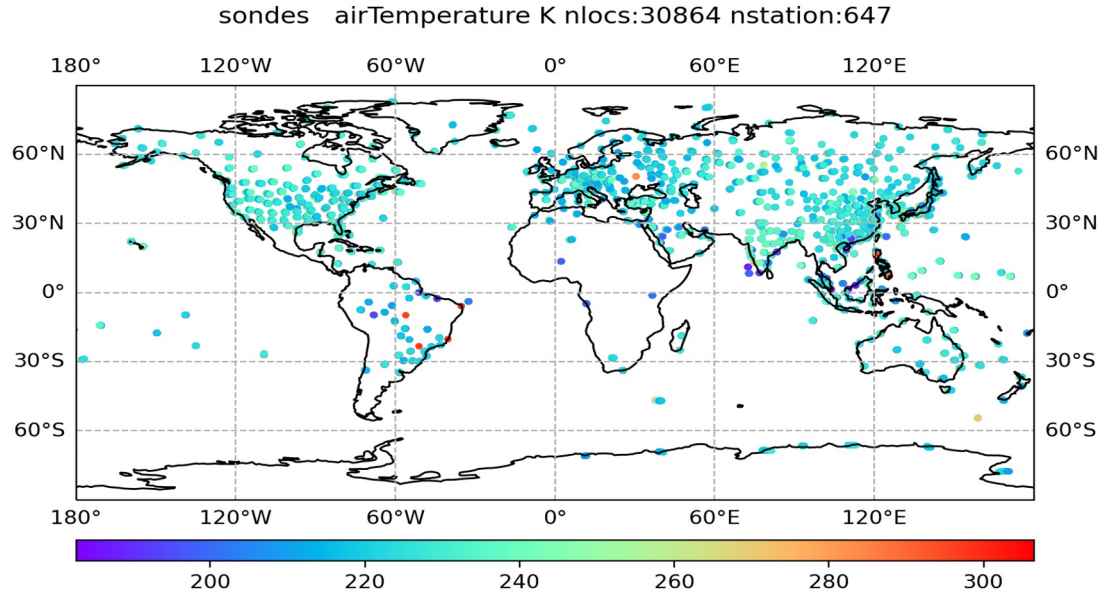 sondes   airTemperature K nlocs:30864 nstation:647
180° 120°W 60°W 0° 60°E 120°E
60°N 60°N
30°N 30°N
0° 0°
30°S 30°S
60°S 60°S
180° 120°W 60°W 0° 60°E 120°E
200 220 240 260 280 300